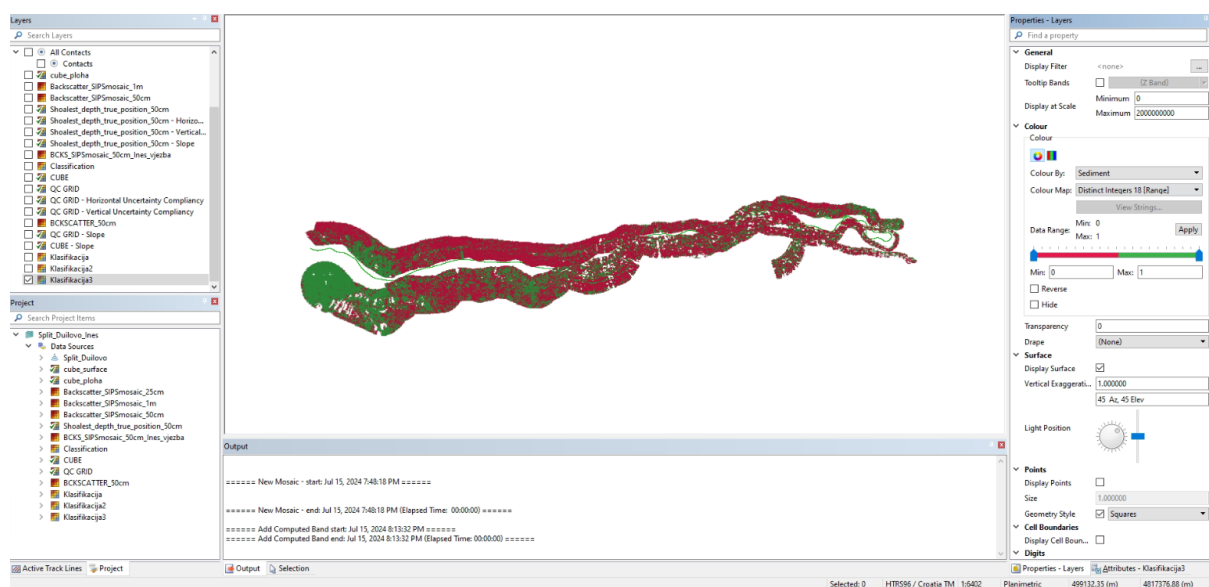 Layers
Search Layers
All Contacts
Contacts
cube_ploha
Backscatter_SIPSmosaic_1m
Backscatter_SIPSmosaic_50cm
Shoalest_depth_true_position_50cm
Shoalest_depth_true_position_50cm - Horizo...
Shoalest_depth_true_position_50cm - Vertical...
Shoalest_depth_true_position_50cm - Slope
BCKS_SIPSmosaic_50cm_Ines_vjezba
Classification
CUBE
QC GRID
QC GRID - Horizontal Uncertainty Compliancy
QC GRID - Vertical Uncertainty Compliancy
BCKSCATTER_50cm
QC GRID - Slope
CUBE - Slope
Klasifikacija
Klasifikacija2
Klasifikacija3
Project
Search Project Items
Split_Duilovo_Ines
Data Sources
Split_Duilovo
cube_surface
cube_ploha
Backscatter_SIPSmosaic_25cm
Backscatter_SIPSmosaic_1m
Backscatter_SIPSmosaic_50cm
Shoalest_depth_true_position_50cm
BCKS_SIPSmosaic_50cm_Ines_vjezba
Classification
CUBE
QC GRID
BCKSCATTER_50cm
Klasifikacija
Klasifikacija2
Klasifikacija3
Active Track Lines Project
1
Output
====== New Mosaic - start: Jul 15, 2024 7:48:18 PM ======
====== New Mosaic - end: Jul 15, 2024 7:48:18 PM (Elapsed Time: 00:00:00) ======
====== Add Computed Band start: Jul 15, 2024 8:13:32 PM ======
====== Add Computed Band end: Jul 15, 2024 8:13:32 PM (Elapsed Time: 00:00:00) ======
Output Selection
Properties - Layers
Find a property
General
Display Filter <none> ...
Tooltip Bands (Z Band)
Display at Scale Minimum 0
Maximum 2000000000
Colour
Colour
Colour By: Sediment
Colour Map: Distinct Integers 18 [Range]
View Strings...
Data Range: Min: 0
Max: 1 Apply
Min: 0 Max: 1
Reverse
Hide
Transparency 0
Drape (None)
Surface
Display Surface
Vertical Exaggerati... 1.000000
45 Az, 45 Elev
Light Position
Points
Display Points
Size 1.000000
Geometry Style Squares
Cell Boundaries
Display Cell Boun...
Digits
Properties - Layers Attributes - Klasifikacija3
Selected: 0 HTRS96 / Croatia TM 1:6402 Planimetric 499132.35 (m) 4817376.88 (m)